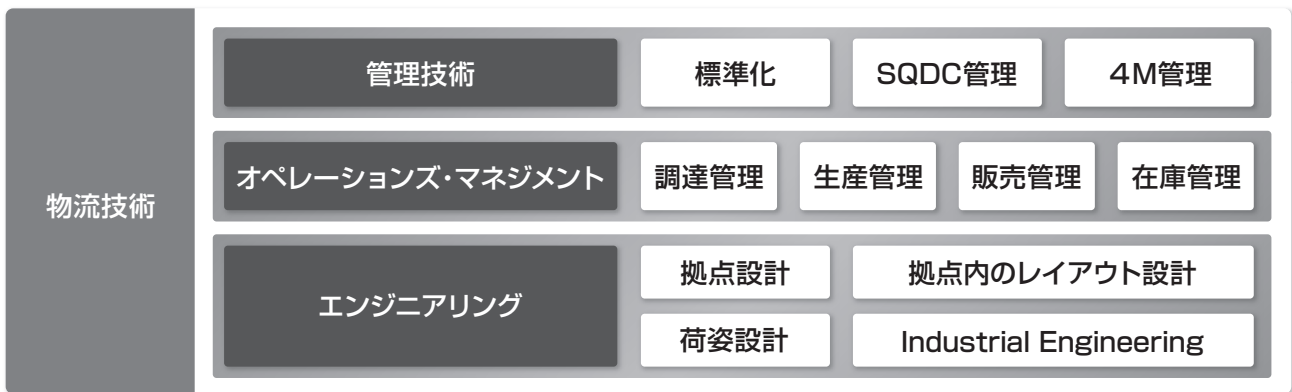 物流技術
管理技術
標準化
SQDC管理
4M管理
オペレーションズ・マネジメント
調達管理
生産管理
販売管理
在庫管理
エンジニアリング
拠点設計
拠点内のレイアウト設計
荷姿設計
Industrial Engineering